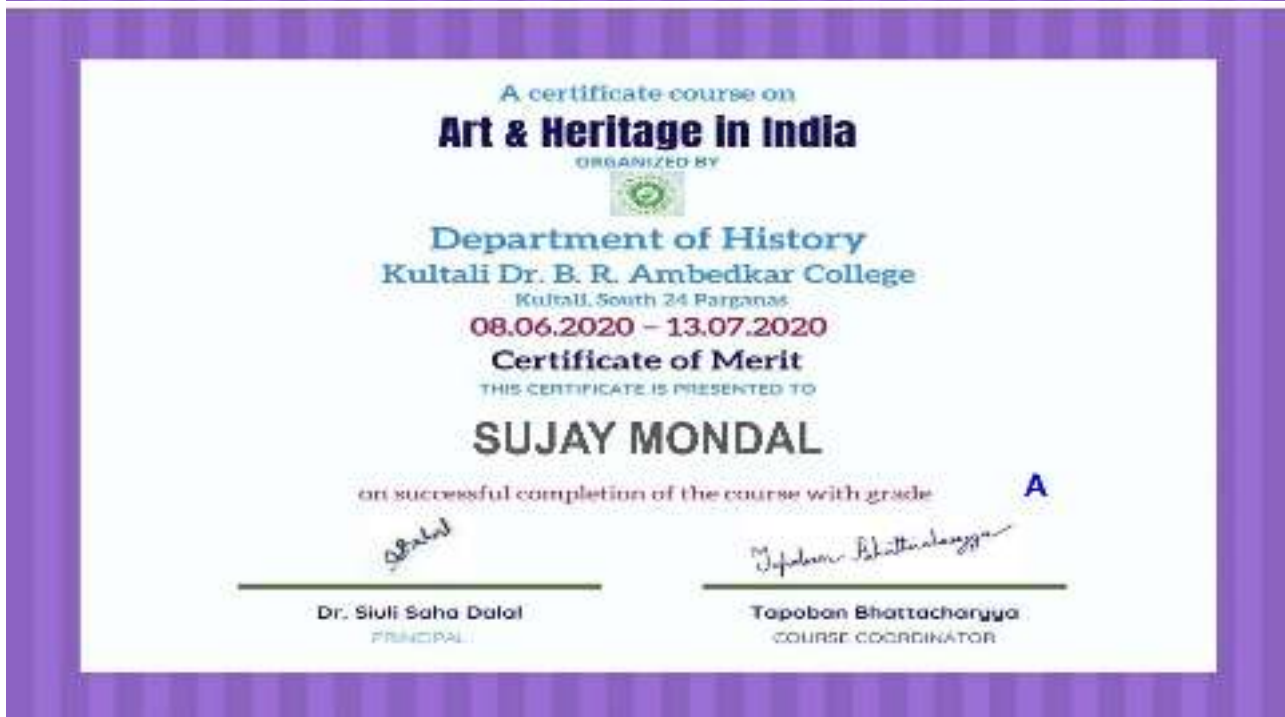 A certificate course on
Art & Heritage in India
ORGANIZED BY
Department of History
Kultali Dr. B. R. Ambedkar College
Kultali, South 24 Parganas
08.06.2020 – 13.07.2020
Certificate of Merit
THIS CERTIFICATE IS PRESENTED TO
SUJAY MONDAL
on successful completion of the course with grade A
Tapoban Bhattacharyya
Dr. Siuli Saha Dalal
Tapoban Bhattacharyya
PRINCIPAL
COURSE COORDINATOR